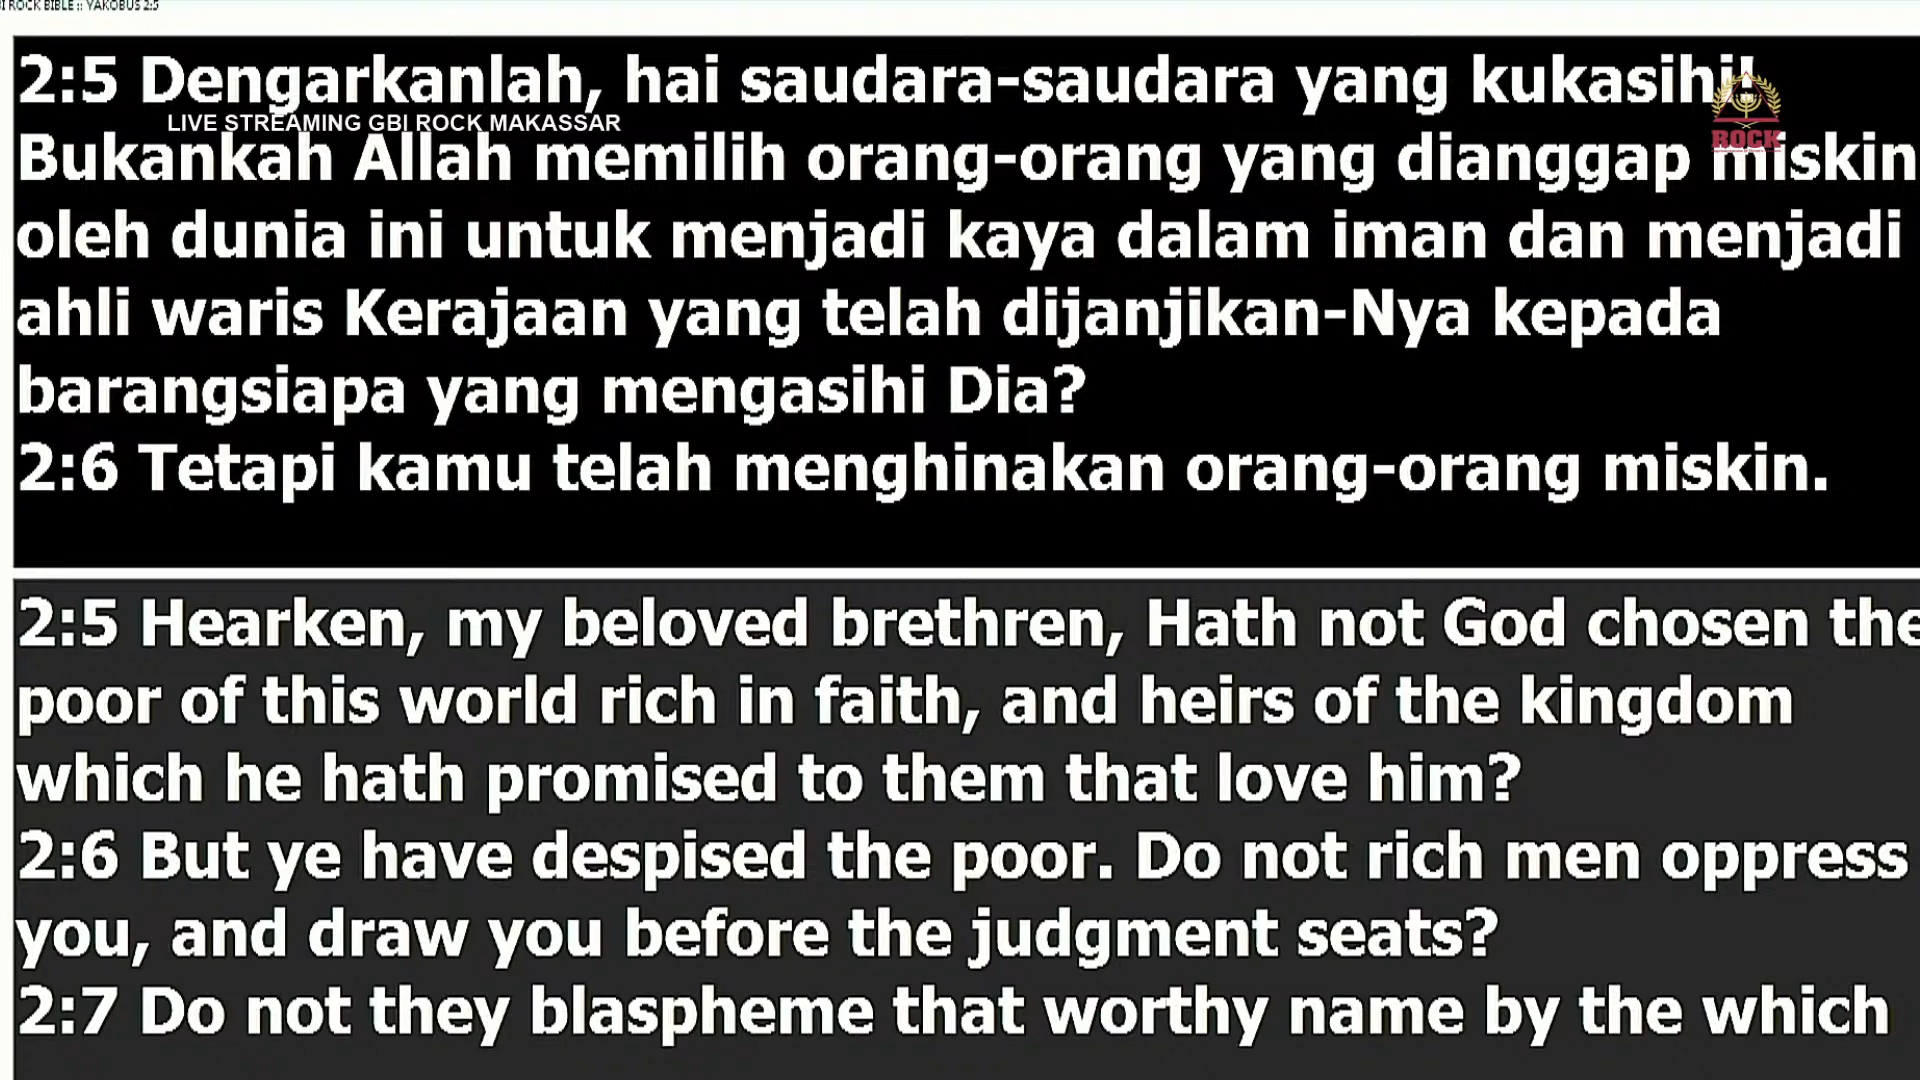 BI ROCK BIBLE :: YAKOBUS 2:5
2:5 Dengarkanlah, hai saudara-saudara yang kukasihi!
LIVE STREAMING GBI ROCK MAKASSAR
ROCK
Bukankah Allah memilih orang-orang yang dianggap miskin
oleh dunia ini untuk menjadi kaya dalam iman dan menjadi
ahli waris Kerajaan yang telah dijanjikan-Nya kepada
barangsiapa yang mengasihi Dia?
2:6 Tetapi kamu telah menghinakan orang-orang miskin.
2:5 Hearken, my beloved brethren, Hath not God chosen the
poor of this world rich in faith, and heirs of the kingdom
which he hath promised to them that love him?
2:6 But ye have despised the poor. Do not rich men oppress
you, and draw you before the judgment seats?
2:7 Do not they blaspheme that worthy name by the which